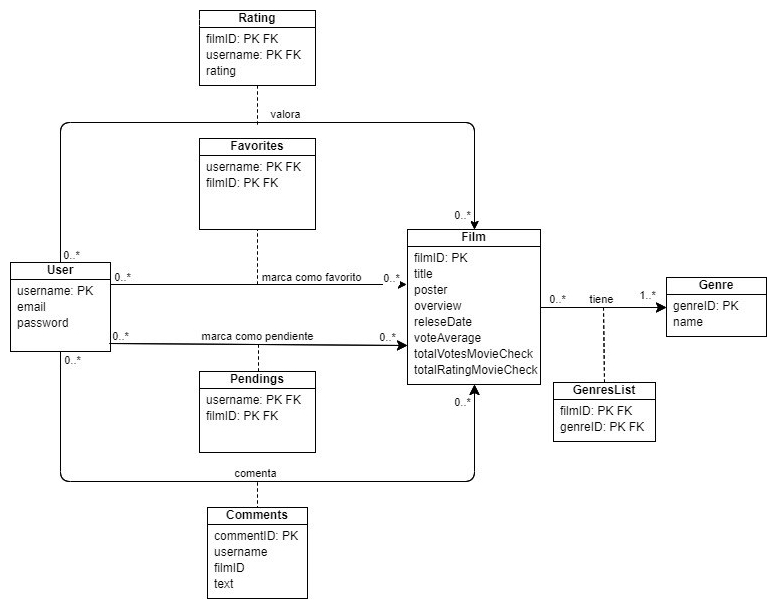 Rating
filmID: PK FK
username: PK FK
rating
valora
Favorites
username: PK FK
filmID: PK FK
0..*
0..*
Film
filmID: PK
title
poster
overview
releseDate
voteAverage
totalVotesMovieCheck
totalRatingMovieCheck
User
username: PK
email
password
0..*
marca como favorito
0..*
0..*
marca como pendiente
0..*
0..*
tiene
1..*
Genre
genreID: PK
name
0..*
Pendings
username: PK FK
filmID: PK FK
GenresList
filmID: PK FK
genreID: PK FK
0..*
comenta
Comments
commentID: PK
username
filmID
text